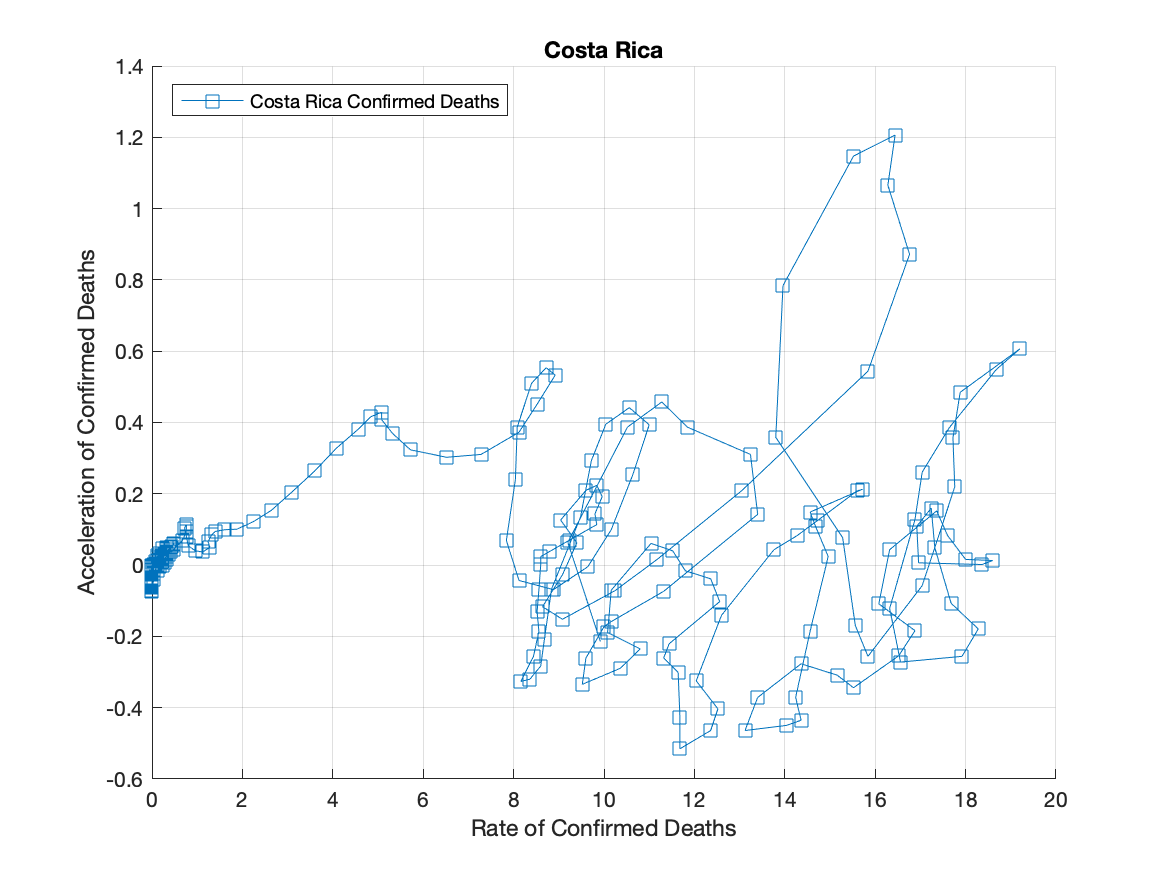 Costa Rica
1.4
Costa Rica Confirmed Deaths
1.2
1
0.8
0.6
0.4
0.2
0
-0.2
-0.4
-0.6
Acceleration of Confirmed Deaths
0 2 4 6 8 10 12 14 16 18 20
Rate of Confirmed Deaths